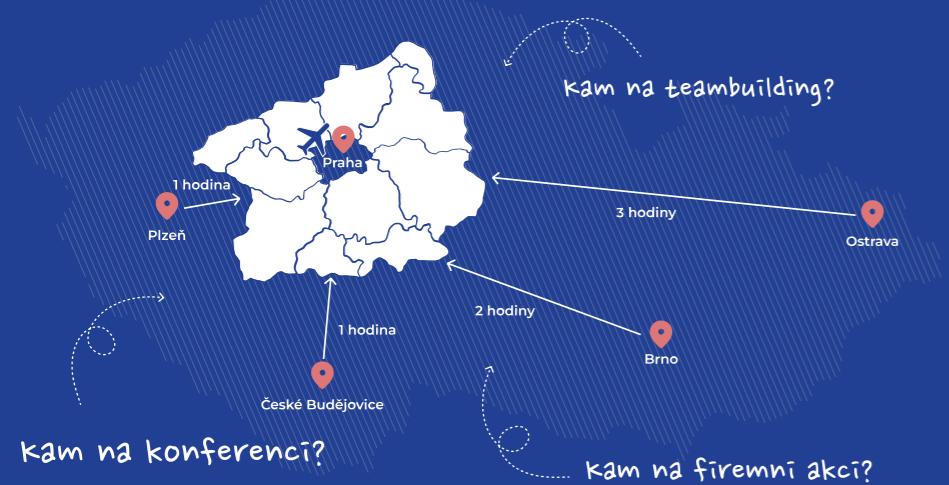 kam na teambuilding?
Praha
1 hodina
Plzeň
3 hodiny
Ostrava
2 hodiny
1 hodina
Brno
České Budějovice
kam na konferenci?
kam na firemní akci?